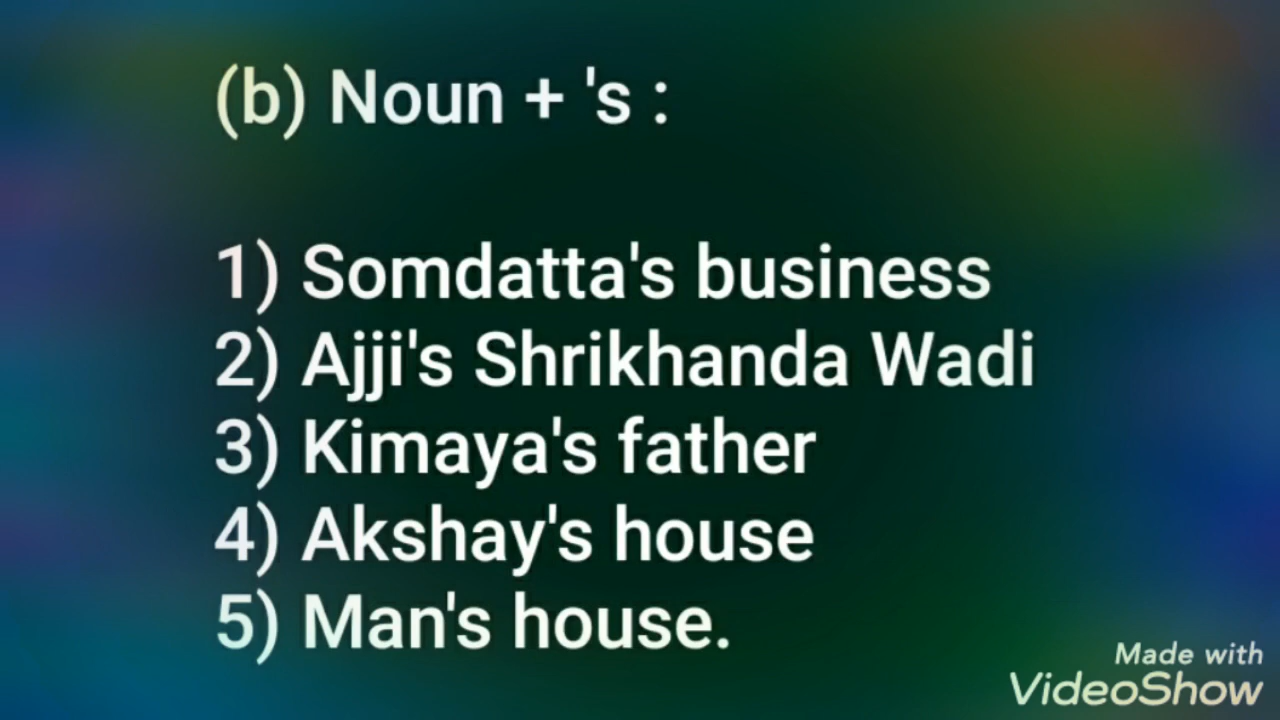 (b) Noun + 's :
1) Somdatta's business
2) Ajji's Shrikhanda Wadi
3) Kimaya's father
4) Akshay's house
5) Man's house.
Made with
VideoShow